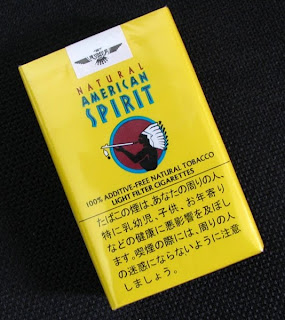 NATURAL
AMERICAN
SPIRIT
100% ADDITIVE-FREE NATURAL TOBACCO
LIGHT FILTER CIGARETTES
たばこの煙は、あなたの周りの人、
特に乳幼児、子供、お年寄り
などの健康に悪影響を及ぼし
ます。喫煙の際には、周りの人
の迷惑にならないように注意
しましょう。